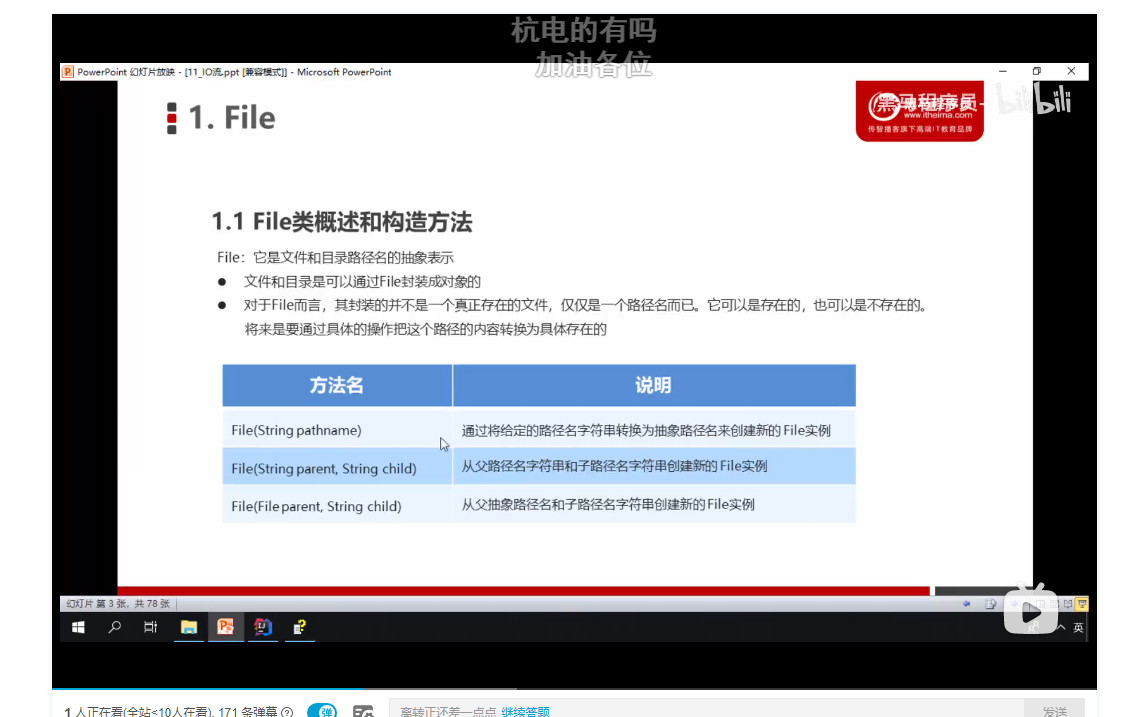 杭电的有吗
加油各位
PowerPoint 幻灯片放映 - [11_IO流.ppt [兼容模式]] - Microsoft PowerPoint
1. File
黑马程序员
www.itheima.com
传智播客旗下高端IT教育品牌
bilibili
1.1 File类概述和构造方法
File：它是文件和目录路径名的抽象表示
● 文件和目录是可以通过File封装成对象的
● 对于File而言，其封装的并不是一个真正存在的文件，仅仅是一个路径名而已。它可以是存在的，也可以是不存在的。
将来是要通过具体的操作把这个路径的内容转换为具体存在的
方法名 说明
File(String pathname) 通过将给定的路径名字符串转换为抽象路径名来创建新的 File实例
File(String parent, String child) 从父路径名字符串和子路径名字符串创建新的 File实例
File(File parent, String child) 从父抽象路径名和子路径名字符串创建新的 File实例
幻灯片 第 3 张，共 78 张
英
1 人正在看(全站<10人在看), 171 条弹幕
弹
离转正还差一点点 继续答题
发送